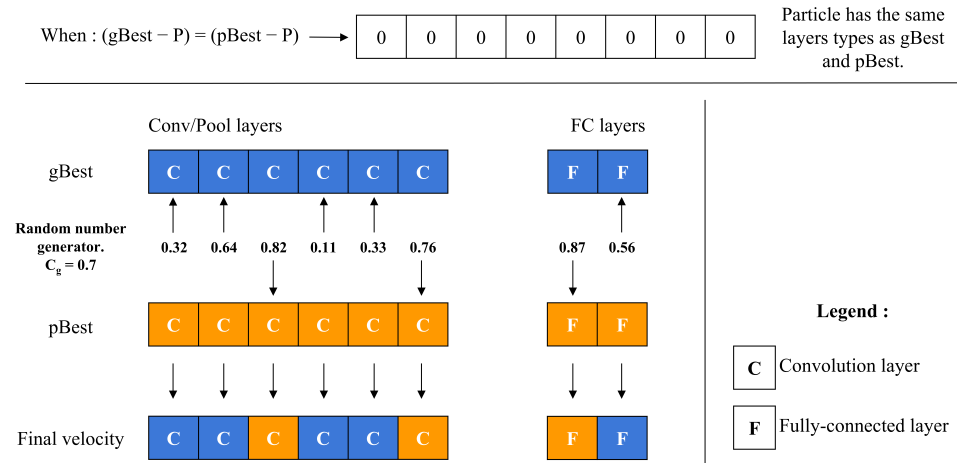 When : (gBest − P) = (pBest − P)
0 0 0 0 0 0 0 0
Particle has the same
layers types as gBest
and pBest.
Conv/Pool layers
FC layers
gBest
C C C C C C
F F
Random number
generator.
C_g = 0.7
0.32 0.64 0.82 0.11 0.33 0.76
0.87 0.56
pBest
C C C C C C
F F
Final velocity
C C C C C C
F F
Legend :
C Convolution layer
F Fully-connected layer